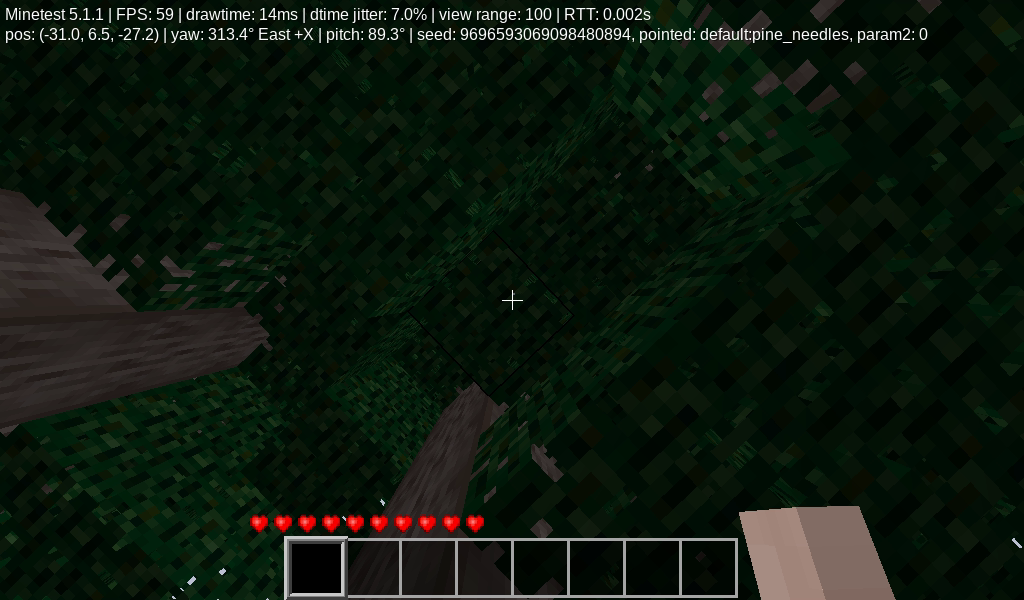 Minetest 5.1.1 | FPS: 59 | drawtime: 14ms | dtime jitter: 7.0% | view range: 100 | RTT: 0.002s
pos: (-31.0, 6.5, -27.2) | yaw: 313.4° East +X | pitch: 89.3° | seed: 9696593069098480894, pointed: default:pine_needles, param2: 0